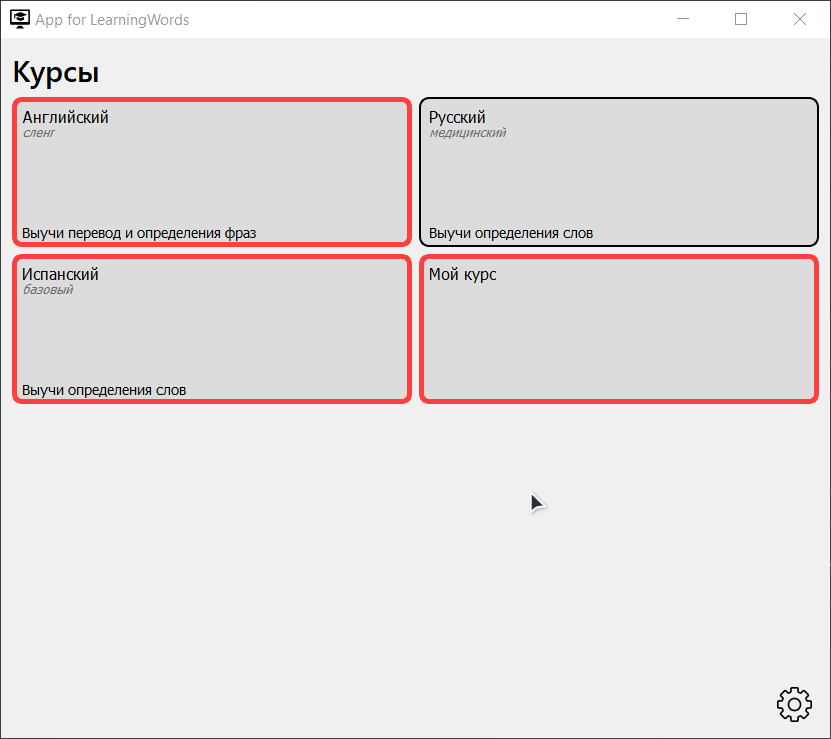 App for LearningWords
Курсы
Английский
сленг
Выучи перевод и определения фраз
Русский
медицинский
Выучи определения слов
Испанский
базовый
Выучи определения слов
Мой курс